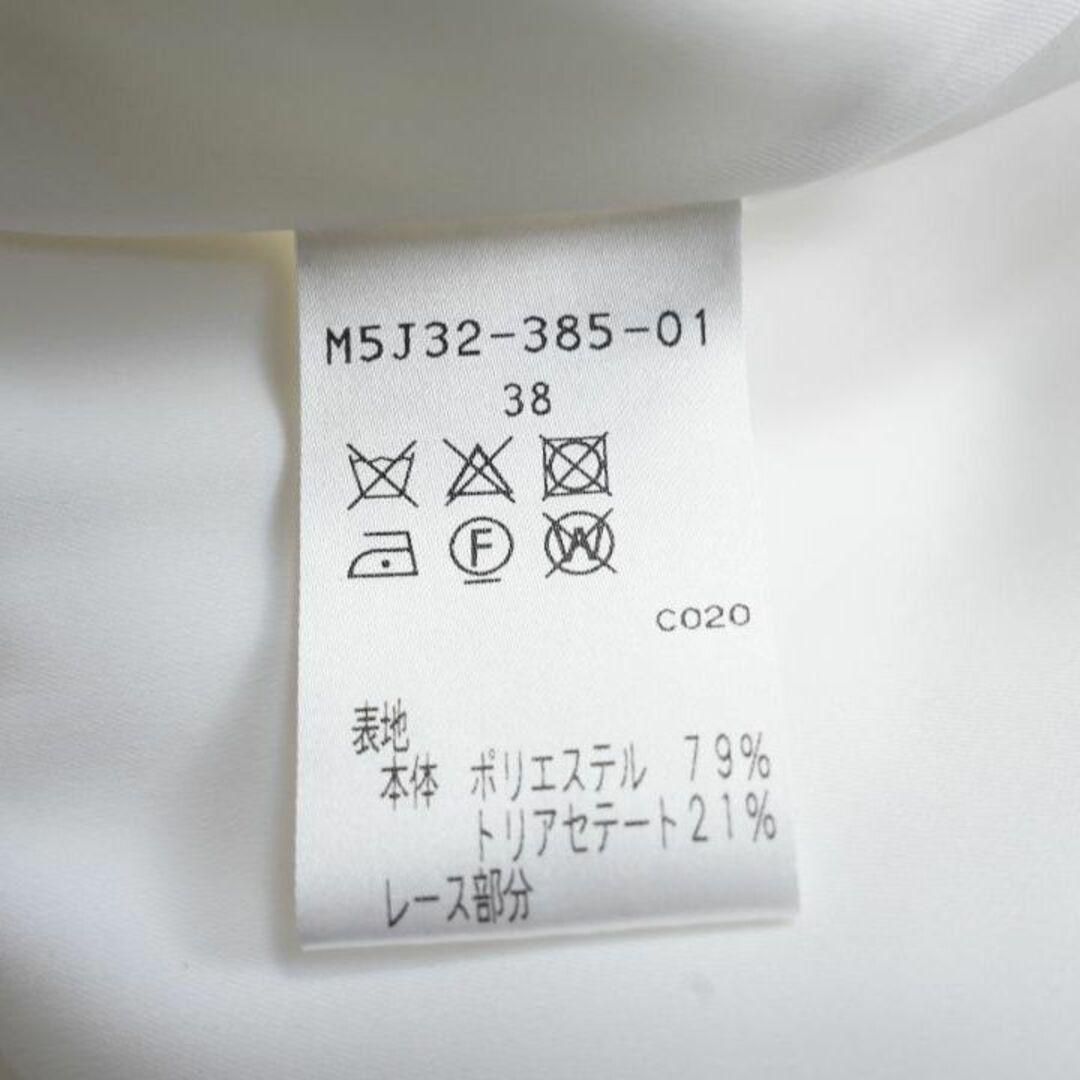 M5J32-385-01
38
F
W
C020
表地
本体 ポリエステル 79%
トリアセテート21%
レース部分